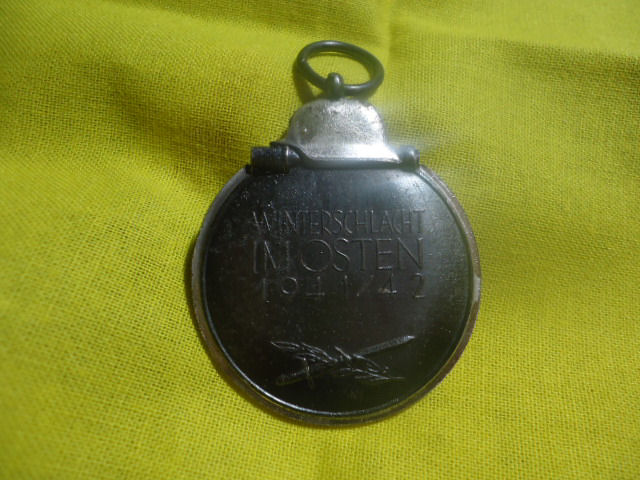 WINTERSCHLACHT
IM OSTEN
1941/42